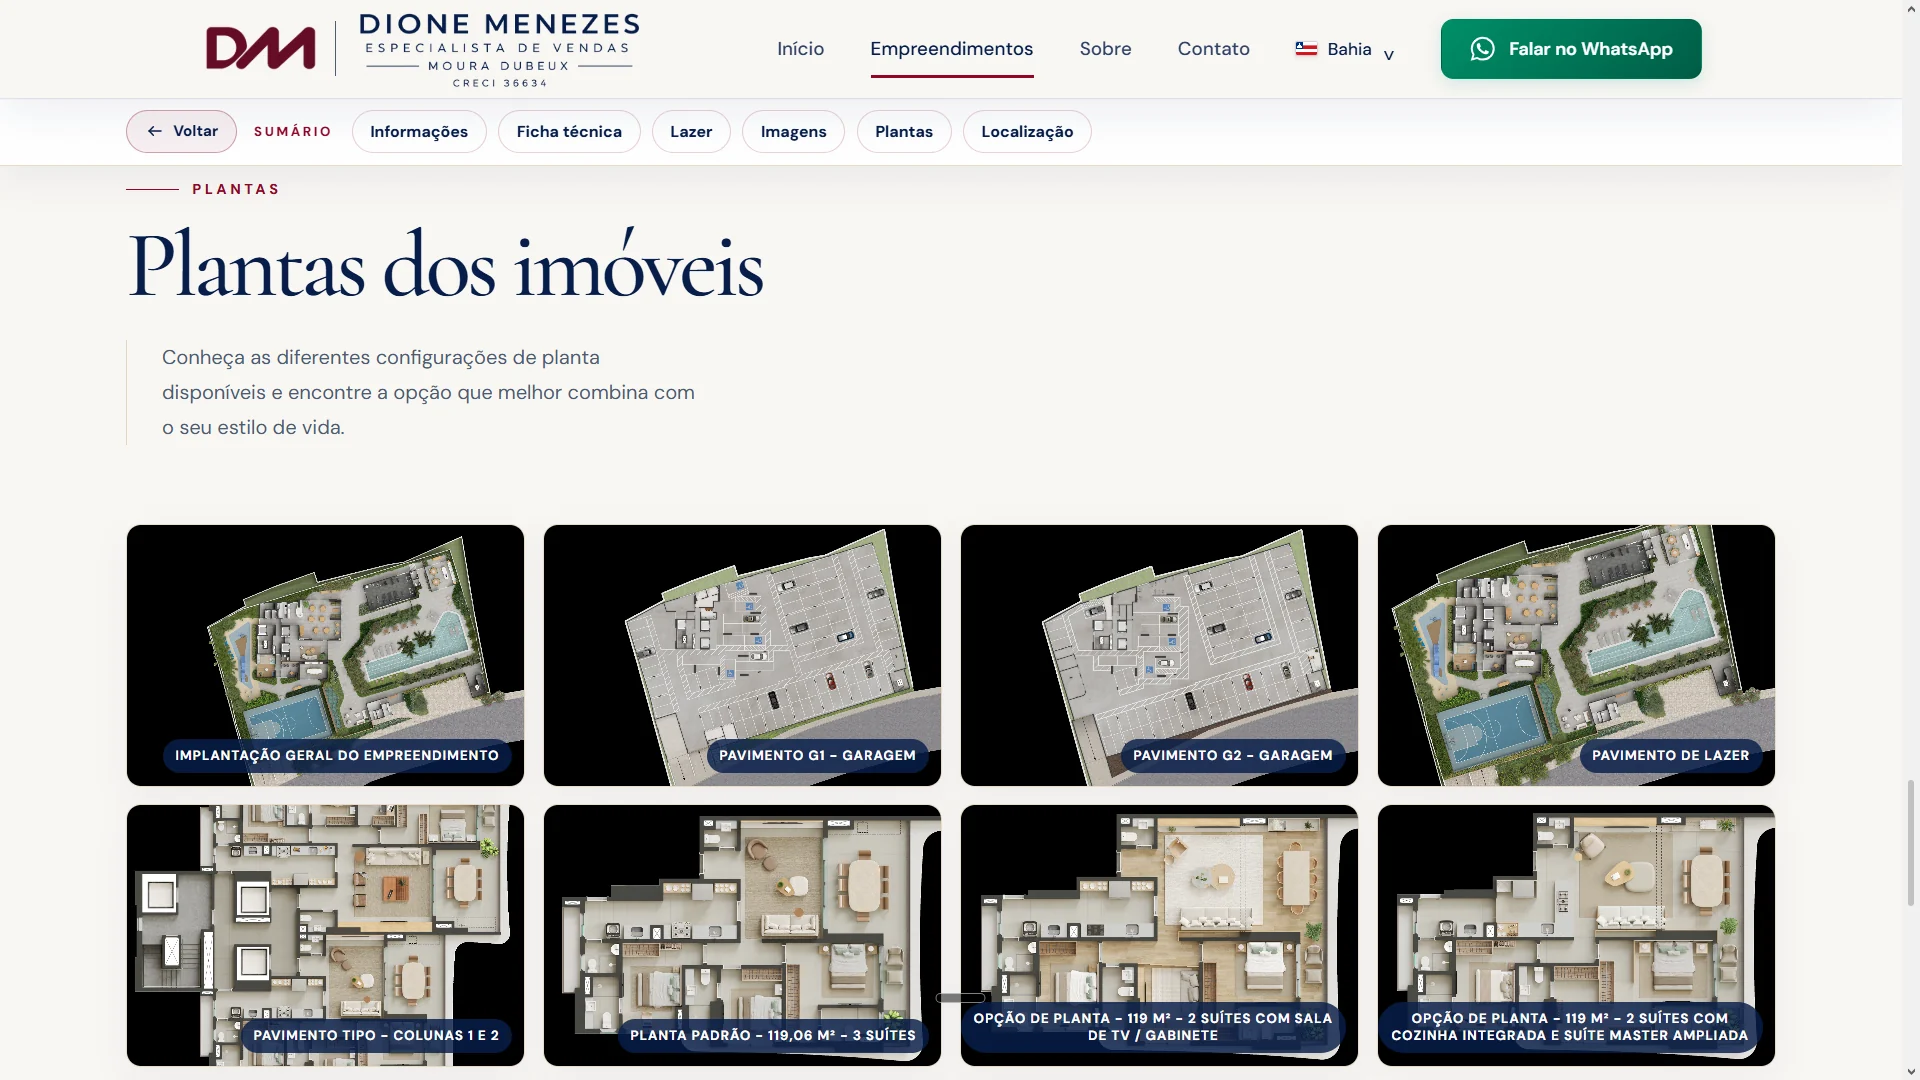 DM
DIONE MENEZES
ESPECIALISTA DE VENDAS
MOURA DUBEUX
CRECI 36634
Início
Empreendimentos
Sobre
Contato
Bahia
Falar no WhatsApp
← Voltar
SUMÁRIO
Informações
Ficha técnica
Lazer
Imagens
Plantas
Localização
PLANTAS
Plantas dos imóveis
Conheça as diferentes configurações de planta
disponíveis e encontre a opção que melhor combina com
o seu estilo de vida.
IMPLANTAÇÃO GERAL DO EMPREENDIMENTO
PAVIMENTO G1 - GARAGEM
PAVIMENTO G2 - GARAGEM
PAVIMENTO DE LAZER
PAVIMENTO TIPO - COLUNAS 1 E 2
PLANTA PADRÃO - 119,06 M² - 3 SUÍTES
OPÇÃO DE PLANTA - 119 M² - 2 SUÍTES COM SALA
DE TV / GABINETE
OPÇÃO DE PLANTA - 119 M² - 2 SUÍTES COM
COZINHA INTEGRADA E SUÍTE MASTER AMPLIADA